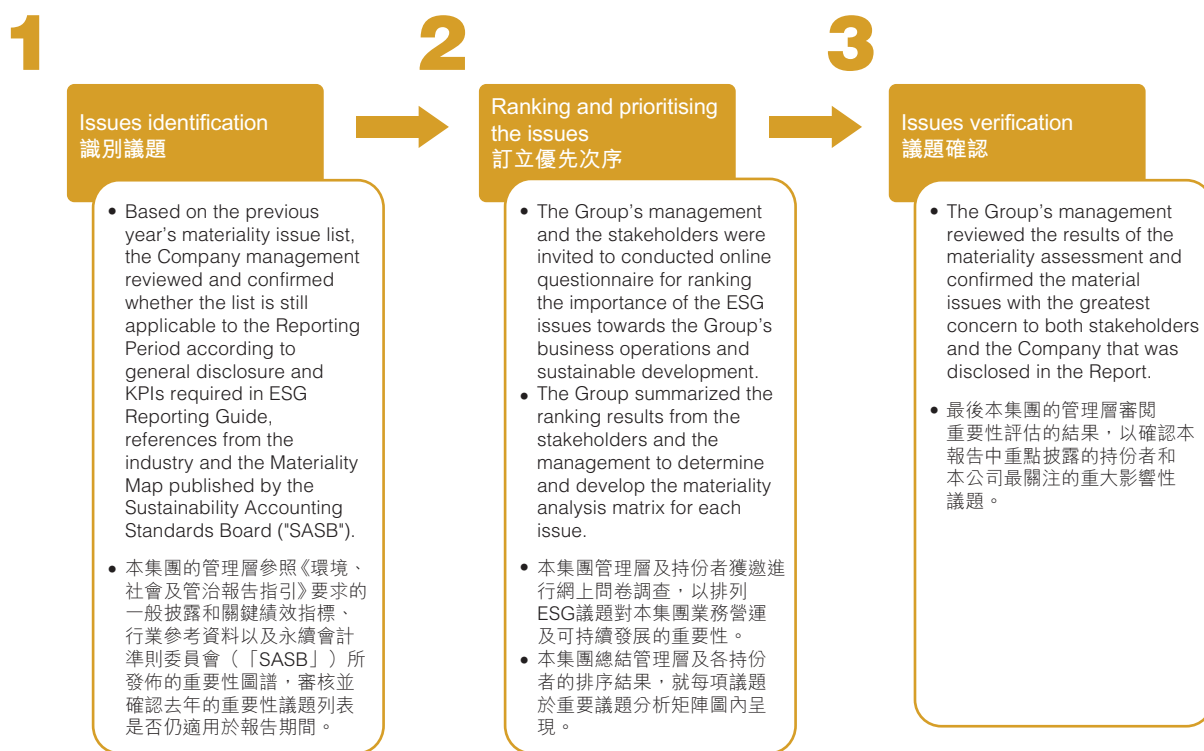 1
Issues identification
識別議題
• Based on the previous
year's materiality issue list,
the Company management
reviewed and confirmed
whether the list is still
applicable to the Reporting
Period according to
general disclosure and
KPIs required in ESG
Reporting Guide,
references from the
industry and the Materiality
Map published by the
Sustainability Accounting
Standards Board ("SASB").
• 本集團的管理層參照《環境、
社會及管治報告指引》要求的
一般披露和關鍵績效指標、
行業參考資料以及永續會計
準則委員會（「SASB」）所
發佈的重要性圖譜，審核並
確認去年的重要性議題列表
是否仍適用於報告期間。
2
Ranking and prioritising
the issues
訂立優先次序
• The Group's management
and the stakeholders were
invited to conducted online
questionnaire for ranking
the importance of the ESG
issues towards the Group's
business operations and
sustainable development.
• The Group summarized the
ranking results from the
stakeholders and the
management to determine
and develop the materiality
analysis matrix for each
issue.
• 本集團管理層及持份者獲邀進
行網上問卷調查，以排列
ESG議題對本集團業務營運
及可持續發展的重要性。
• 本集團總結管理層及各持份
者的排序結果，就每項議題
於重要議題分析矩陣圖內呈
現。
3
Issues verification
議題確認
• The Group's management
reviewed the results of the
materiality assessment and
confirmed the material
issues with the greatest
concern to both stakeholders
and the Company that was
disclosed in the Report.
• 最後本集團的管理層審閱
重要性評估的結果，以確認本
報告中重點披露的持份者和
本公司最關注的重大影響性
議題。